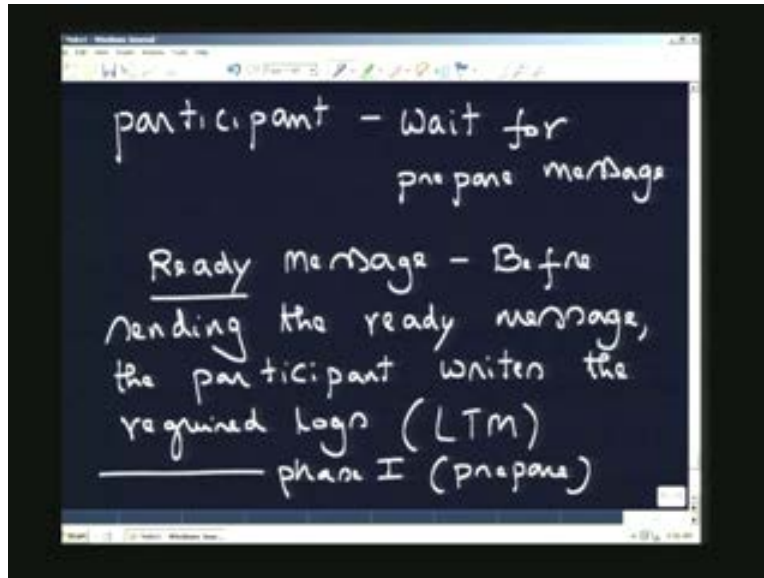 participant - wait for
prepare message
Ready message - Before
sending the ready message,
the participant writes the
required logs (LTM)
phase I (prepare)